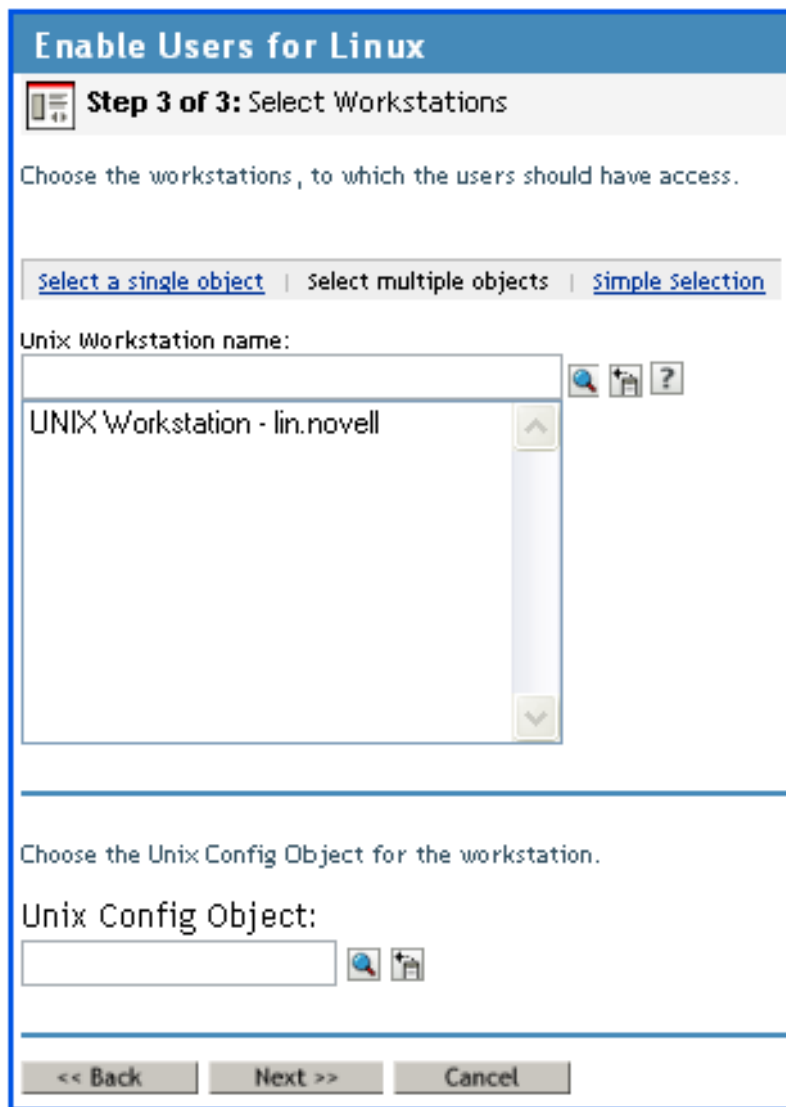 Enable Users for Linux
Step 3 of 3: Select Workstations
Choose the workstations, to which the users should have access.
Select a single object | Select multiple objects | Simple Selection
Unix Workstation name:
?
UNIX Workstation - lin.novell
Choose the Unix Config Object for the workstation.
Unix Config Object:
<< Back Next >> Cancel